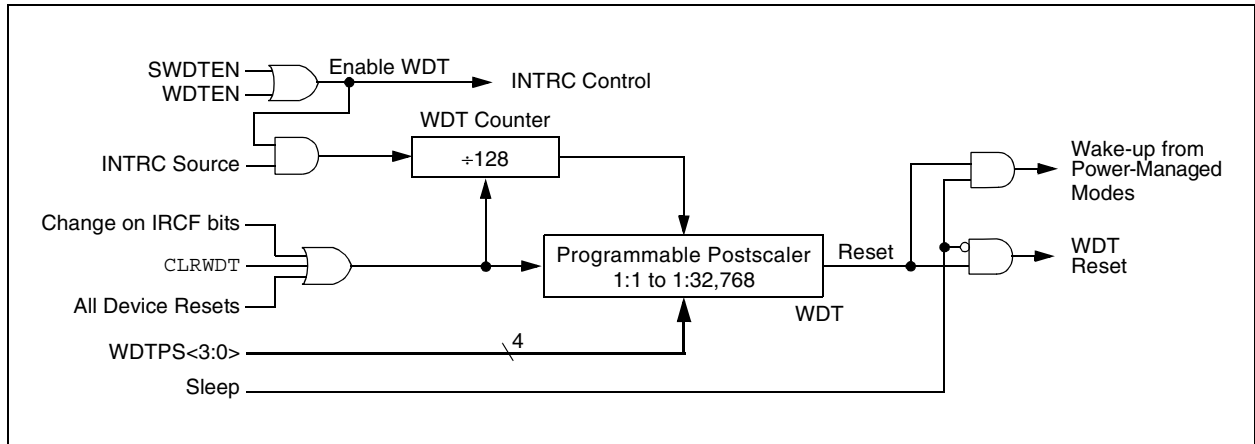 SWDTEN
WDTEN
Enable WDT
INTRC Control
WDT Counter
÷128
INTRC Source
Wake-up from
Power-Managed
Modes
Change on IRCF bits
CLRWDT
All Device Resets
Programmable Postscaler
1:1 to 1:32,768
Reset
WDT
Reset
WDT
WDTPS<3:0>
4
Sleep